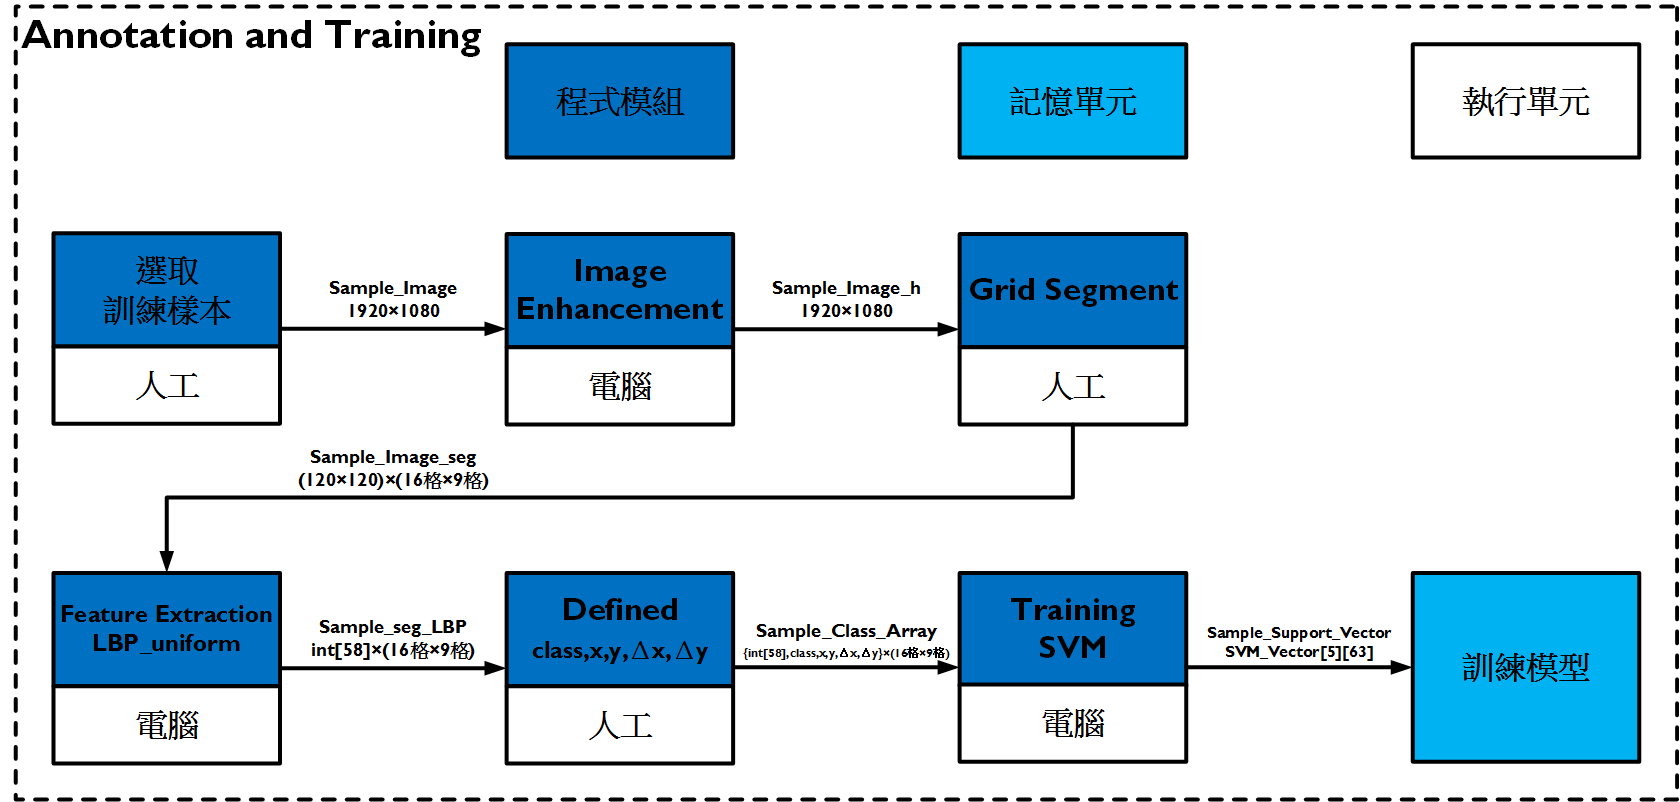 Annotation and Training
程式模組
記憶單元
執行單元
選取
訓練樣本
人工
Sample_Image
1920×1080
Image
Enhancement
電腦
Sample_Image_h
1920×1080
Grid Segment
人工
Sample_Image_seg
(120×120)×(16格×9格)
Feature Extraction
LBP_uniform
電腦
Sample_seg_LBP
int[58]×(16格×9格)
Defined
class,x,y,Δx,Δy
人工
Sample_Class_Array
{int[58],class,x,y,Δx,Δy}×(16格×9格)
Training
SVM
電腦
Sample_Support_Vector
SVM_Vector[5][63]
訓練模型